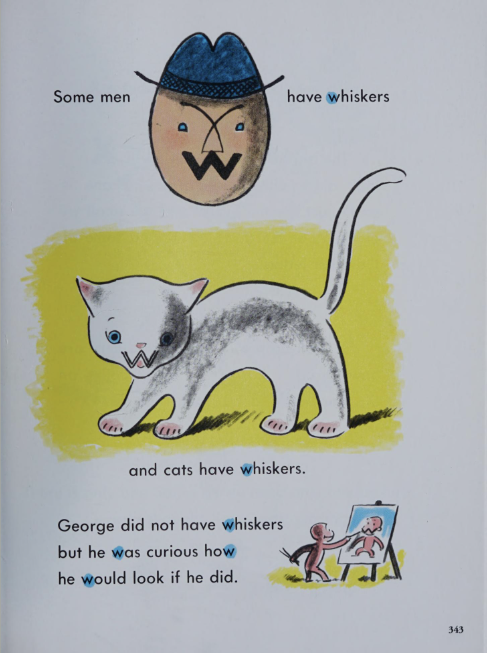 Some men have whiskers
and cats have whiskers.
George did not have whiskers
but he was curious how
he would look if he did.
343